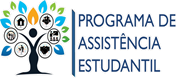 PROGRAMA DE
ASSISTÊNCIA
ESTUDANTIL